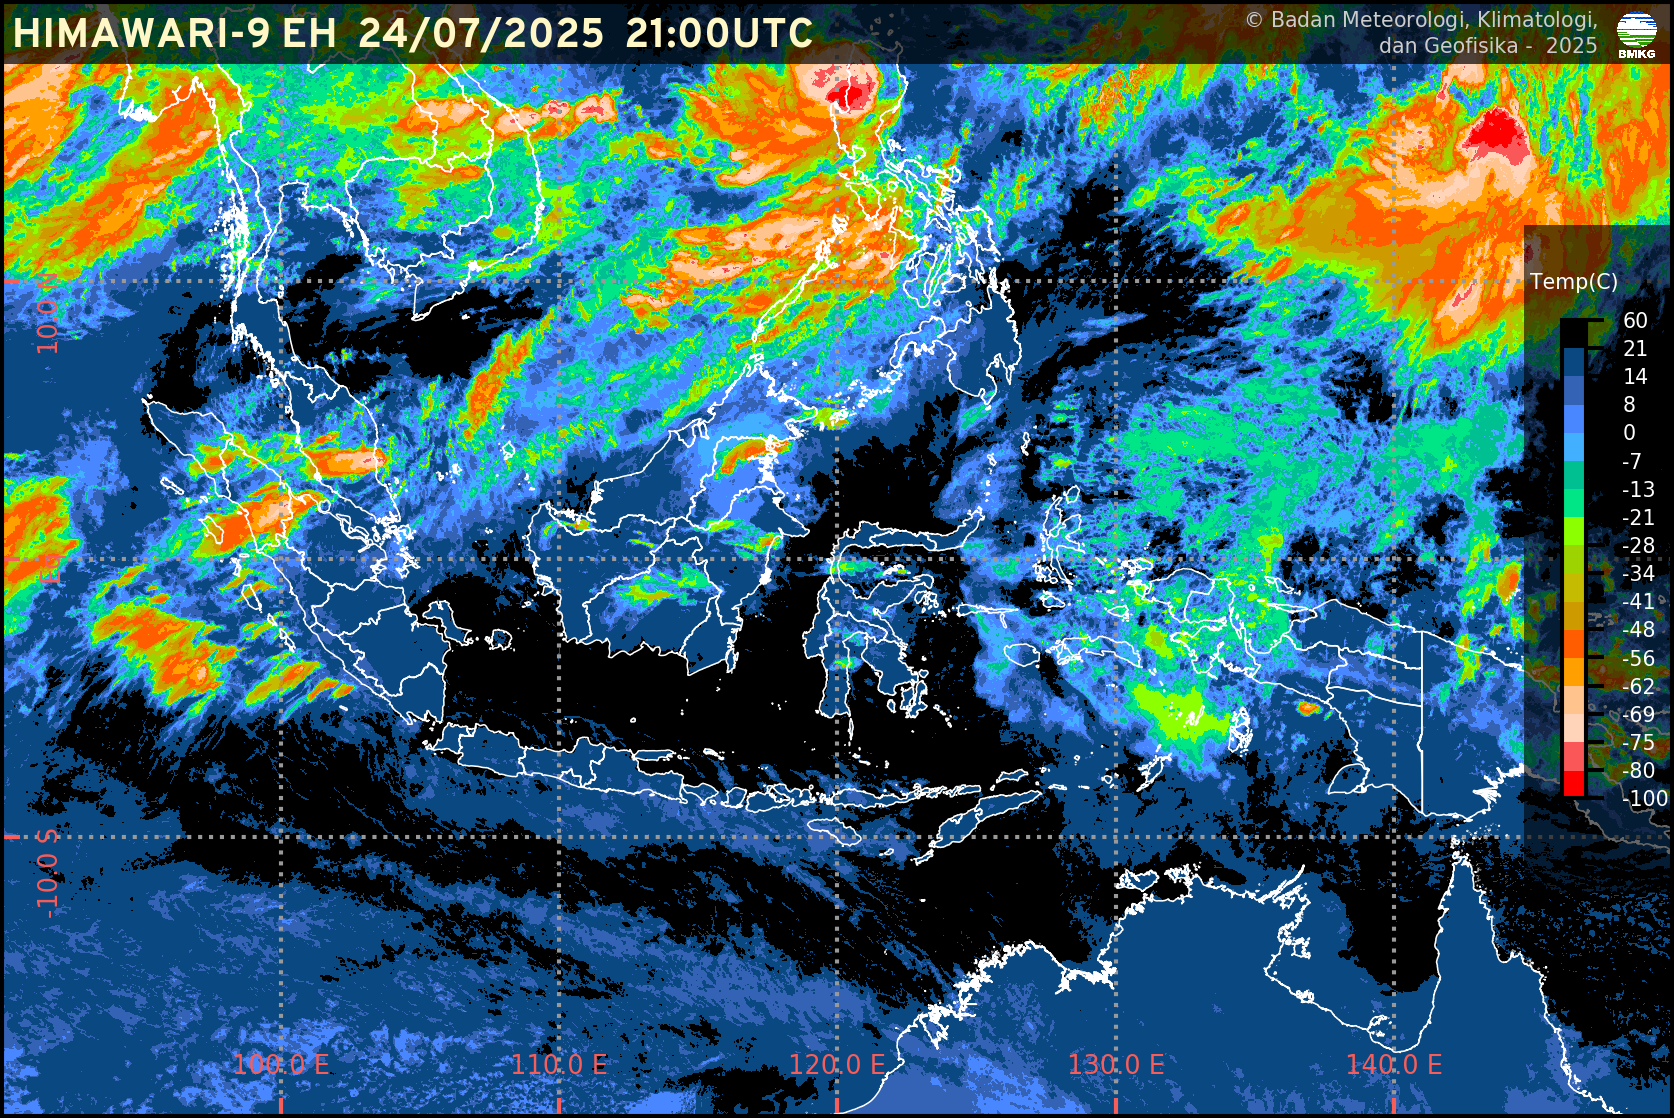 HIMAWARI-9 EH  24/07/2025  21:00UTC
© Badan Meteorologi, Klimatologi,
dan Geofisika -  2025
BMKG
Temp(C)
60
21
14
8
0
-7
-13
-21
-28
-34
-41
-48
-56
-62
-69
-75
-80
-100
10.0 N
-10.0 S
100.0 E
110.0 E
120.0 E
130.0 E
140.0 E